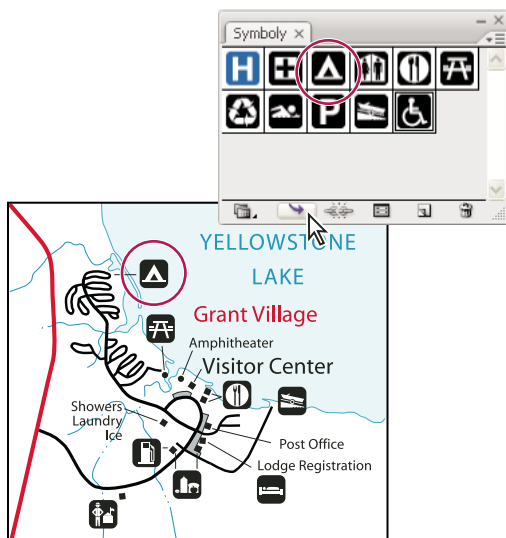 Symboly ×
H
P
YELLOWSTONE
LAKE
Grant Village
Amphitheater
Visitor Center
Showers
Laundry
Ice
Post Office
Lodge Registration